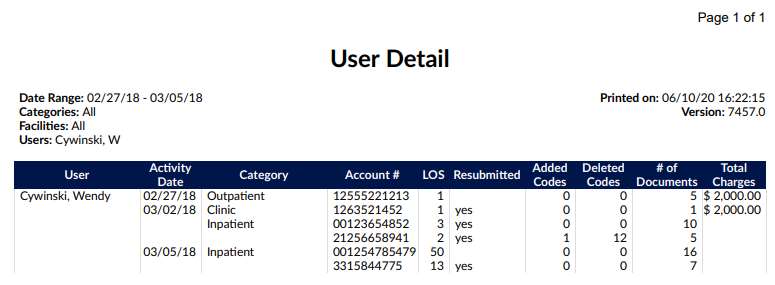 Page 1 of 1
User Detail
Date Range: 02/27/18 - 03/05/18 Printed on: 06/10/20 16:22:15
Categories: All Version: 7457.0
Facilities: All
Users: Cywinski, W
User Activity Date Category Account # LOS Resubmitted Added Codes Deleted Codes # of Documents Total Charges
Cywinski, Wendy 02/27/18 Outpatient 12555221213 1 0 0 5 $ 2,000.00
03/02/18 Clinic 1263521452 1 yes 0 0 1 $ 2,000.00
Inpatient 00123654852 3 yes 0 0 10
21256658941 2 yes 1 12 5
03/05/18 Inpatient 001254785479 50 0 0 16
3315844775 13 yes 0 0 7